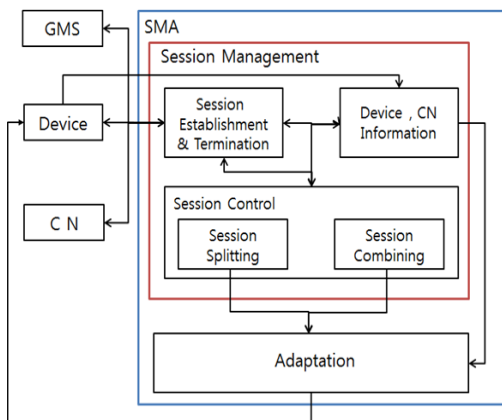 GMS
SMA
Session Management
Device
Session
Establishment
& Termination
Device , CN
Information
C N
Session Control
Session
Splitting
Session
Combining
Adaptation